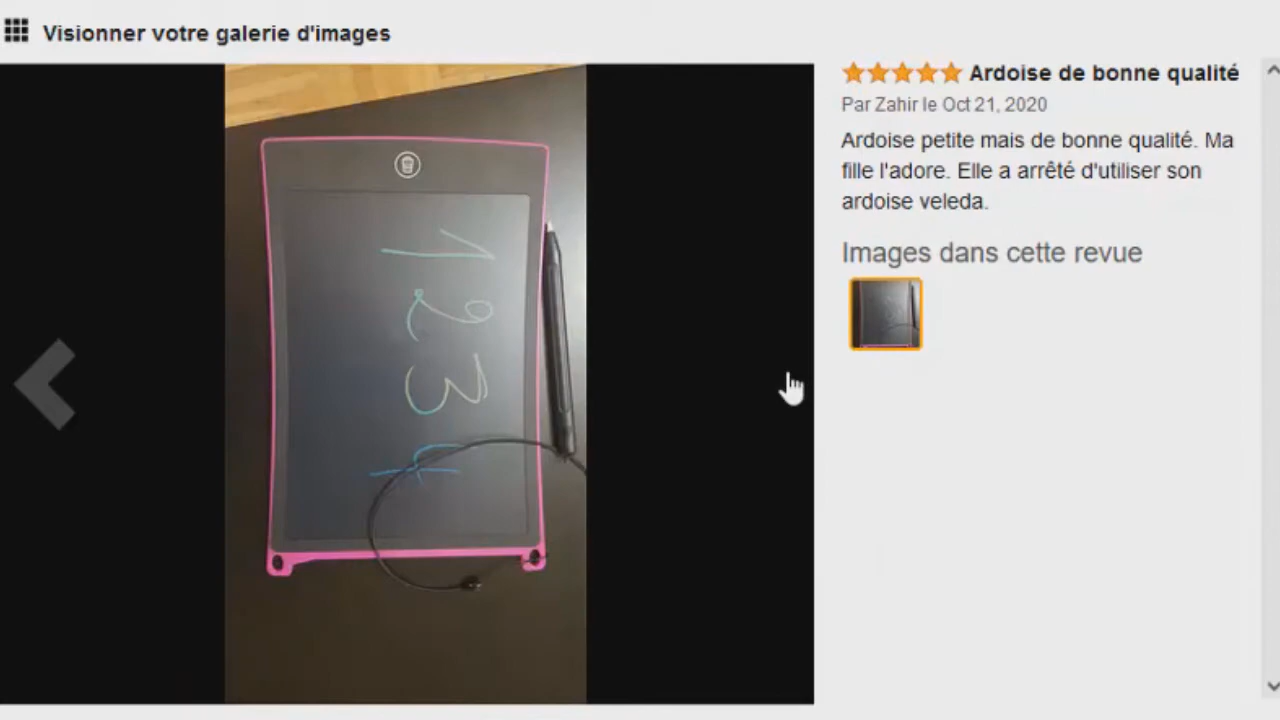 Visionner votre galerie d'images
Ardoise de bonne qualité
Par Zahir le Oct 21, 2020
Ardoise petite mais de bonne qualité. Ma
fille l'adore. Elle a arrêté d'utiliser son
ardoise veleda.
Images dans cette revue
1 2 3 4